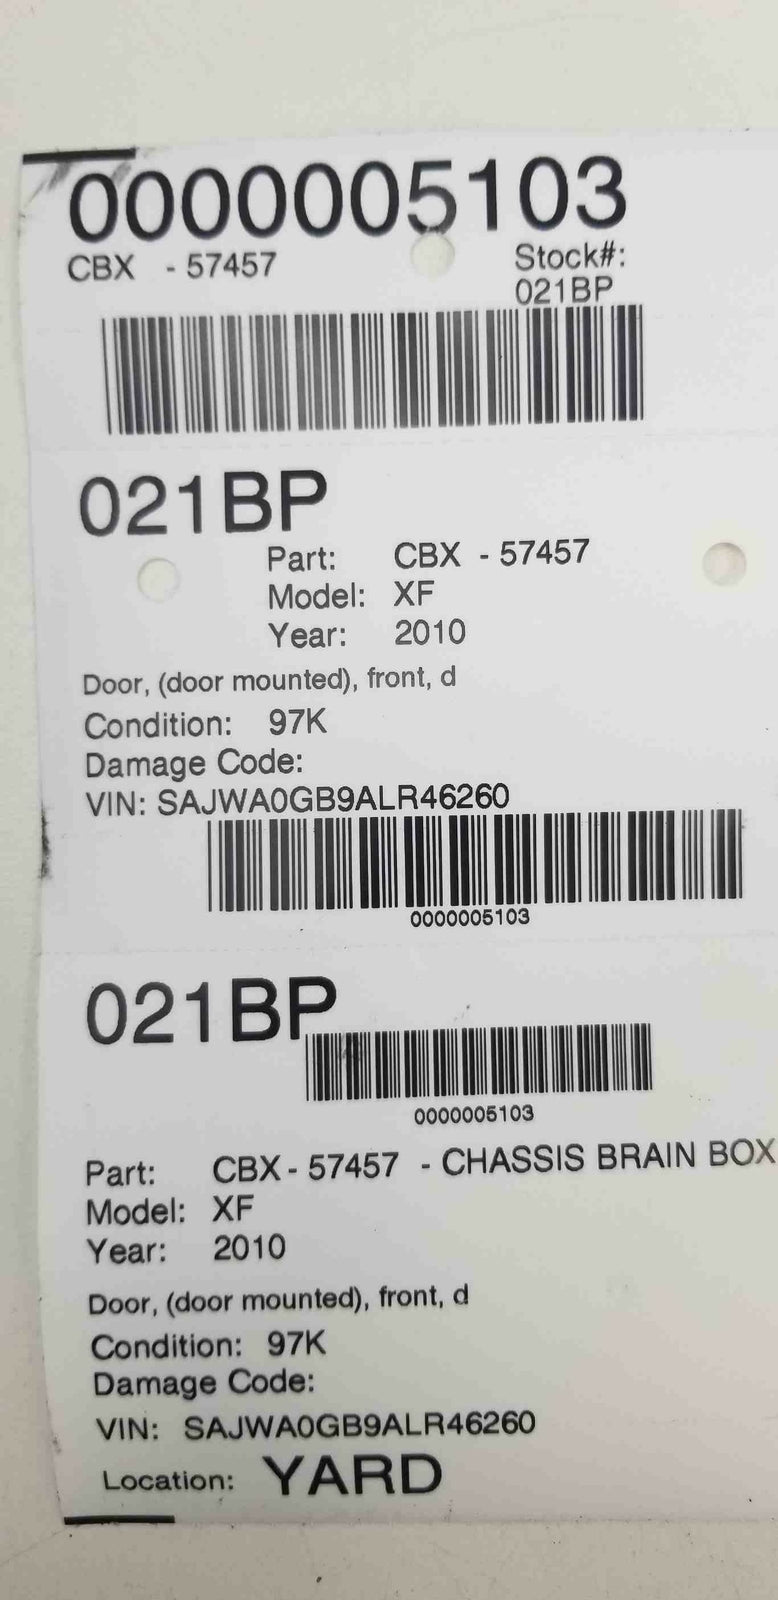 0000005103
CBX - 57457
Stock#:
021BP
021BP
Part: CBX - 57457
Model: XF
Year: 2010
Door, (door mounted), front, d
Condition: 97K
Damage Code:
VIN: SAJWA0GB9ALR46260
0000005103
021BP
0000005103
Part: CBX - 57457 - CHASSIS BRAIN BOX
Model: XF
Year: 2010
Door, (door mounted), front, d
Condition: 97K
Damage Code:
VIN: SAJWA0GB9ALR46260
Location: YARD